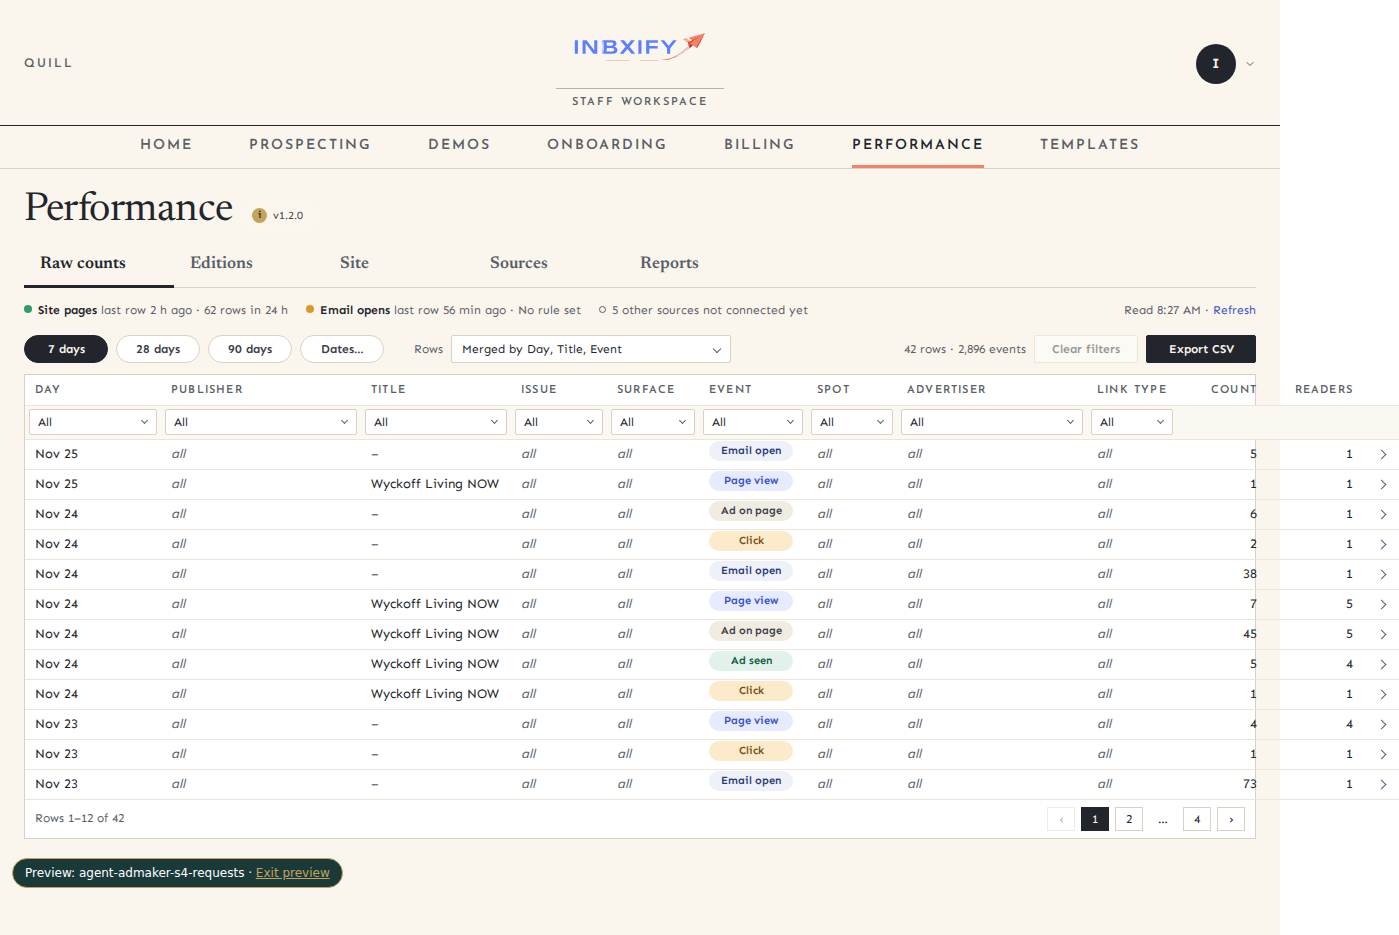 QUILL
INBXIFY
STAFF WORKSPACE
I
HOME PROSPECTING DEMOS ONBOARDING BILLING PERFORMANCE TEMPLATES
Performance i v1.2.0
Raw counts Editions Site Sources Reports
Site pages last row 2 h ago · 62 rows in 24 h Email opens last row 56 min ago · No rule set 5 other sources not connected yet Read 8:27 AM · Refresh
7 days 28 days 90 days Dates... Rows Merged by Day, Title, Event 42 rows · 2,896 events Clear filters Export CSV
DAY PUBLISHER TITLE ISSUE SURFACE EVENT SPOT ADVERTISER LINK TYPE COUNT READERS
All All All All All All All All All
Nov 25 all – all all Email open all all all 5 1
Nov 25 all Wyckoff Living NOW all all Page view all all all 1 1
Nov 24 all – all all Ad on page all all all 6 1
Nov 24 all – all all Click all all all 2 1
Nov 24 all – all all Email open all all all 38 1
Nov 24 all Wyckoff Living NOW all all Page view all all all 7 5
Nov 24 all Wyckoff Living NOW all all Ad on page all all all 45 5
Nov 24 all Wyckoff Living NOW all all Ad seen all all all 5 4
Nov 24 all Wyckoff Living NOW all all Click all all all 1 1
Nov 23 all – all all Page view all all all 4 4
Nov 23 all – all all Click all all all 1 1
Nov 23 all – all all Email open all all all 73 1
Rows 1–12 of 42 ‹ 1 2 ... 4 ›
Preview: agent-admaker-s4-requests · Exit preview